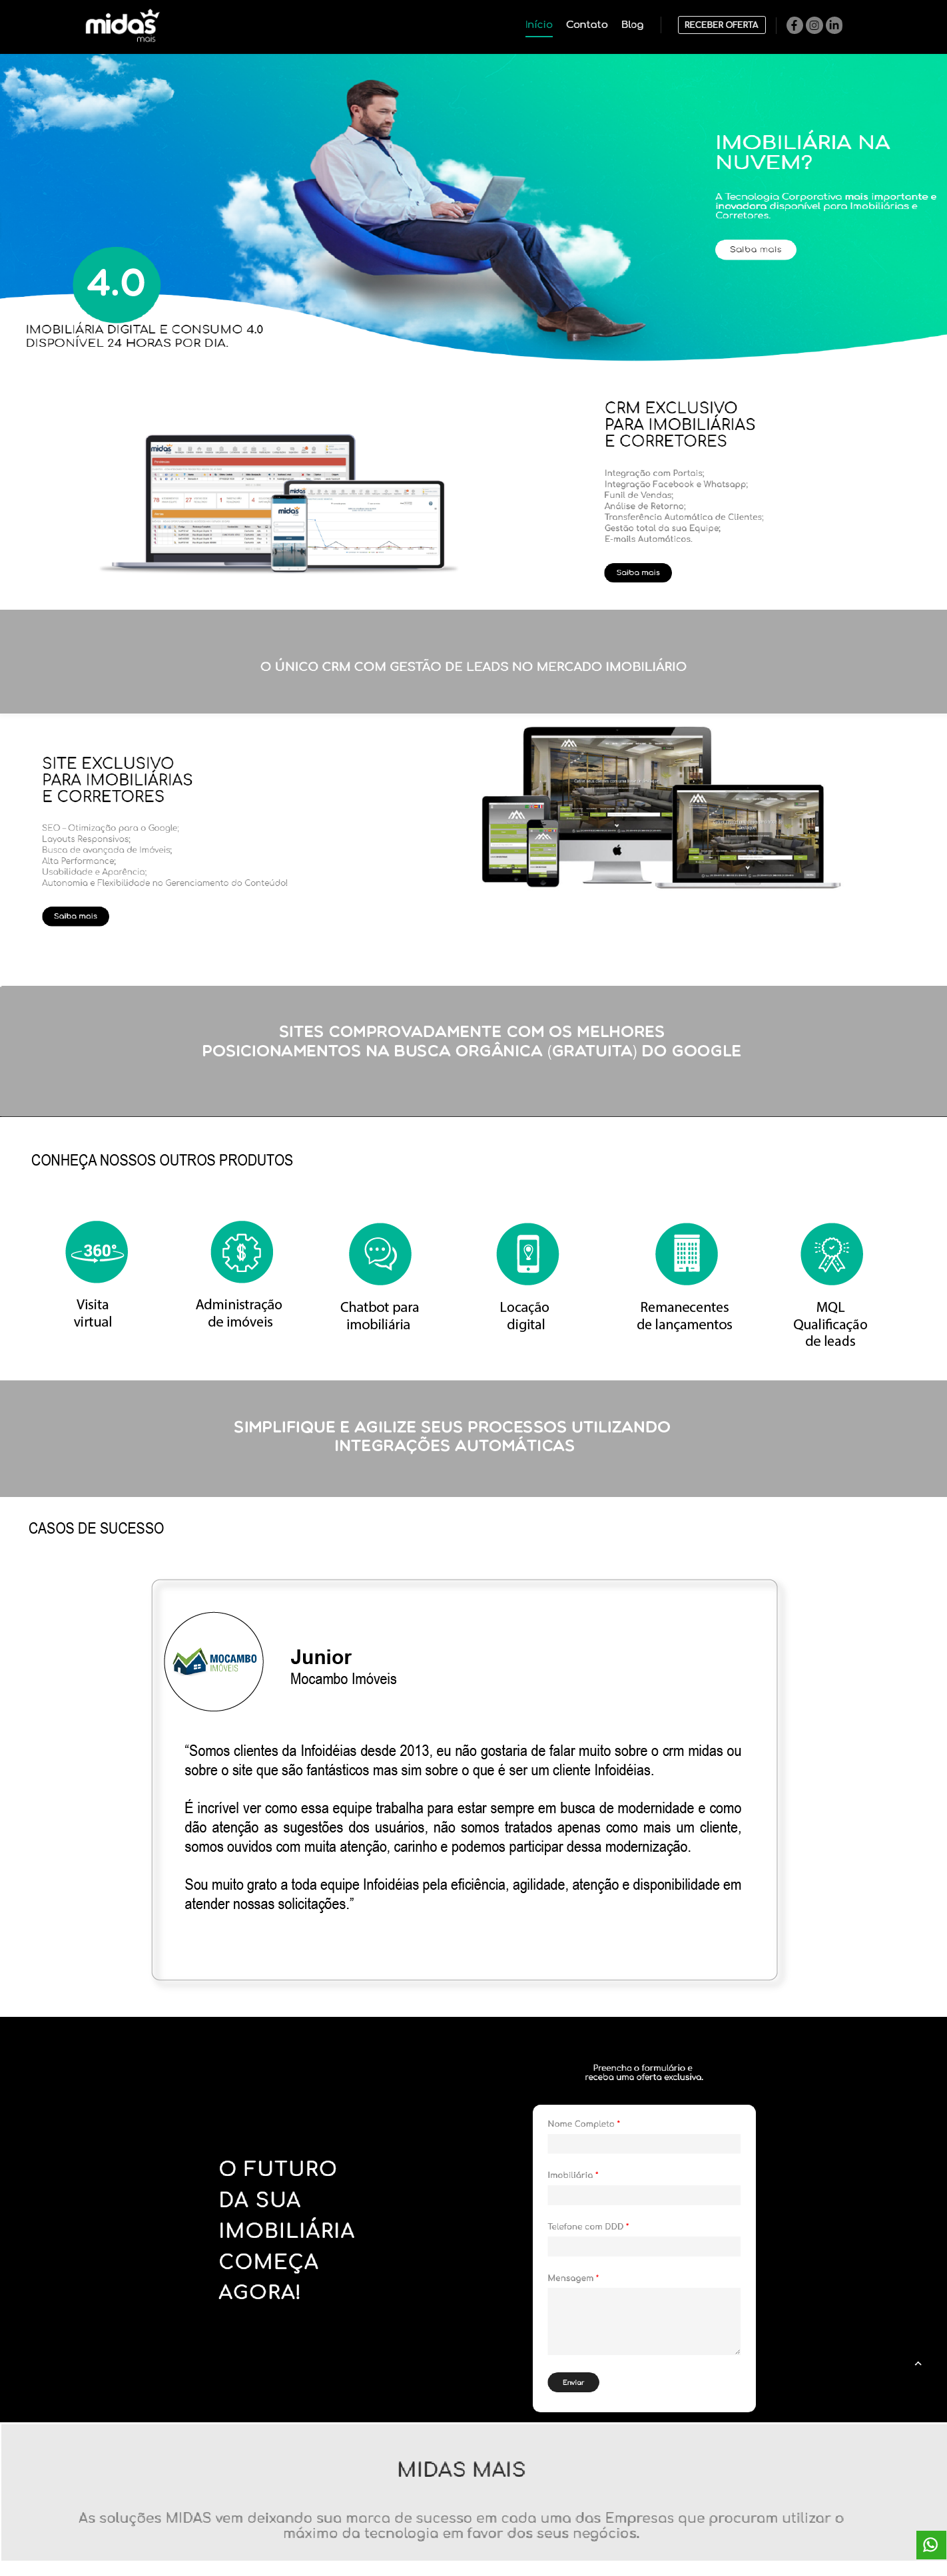 midas
mais
Início Contato Blog RECEBER OFERTA
IMOBILIÁRIA NA
NUVEM?
A Tecnologia Corporativa mais importante e
inovadora disponível para Imobiliárias e
Corretores.
Saiba mais
4.0
IMOBILIÁRIA DIGITAL E CONSUMO 4.0
DISPONÍVEL 24 HORAS POR DIA.
CRM EXCLUSIVO
PARA IMOBILIÁRIAS
E CORRETORES
Integração com Portais;
Integração Facebook e Whatsapp;
Funil de Vendas;
Análise de Retorno;
Transferência Automática de Clientes;
Gestão total da sua Equipe;
E-mails Automáticos.
Saiba mais
midas
midas
midas
O ÚNICO CRM COM GESTÃO DE LEADS NO MERCADO IMOBILIÁRIO
SITE EXCLUSIVO
PARA IMOBILIÁRIAS
E CORRETORES
SEO - Otimização para o Google;
Layouts Responsivos;
Busca de avançada de Imóveis;
Alta Performance;
Usabilidade e Aparência;
Autonomia e Flexibilidade no Gerenciamento do Conteúdo!
Saiba mais
SITES COMPROVADAMENTE COM OS MELHORES
POSICIONAMENTOS NA BUSCA ORGÂNICA (GRATUITA) DO GOOGLE
CONHEÇA NOSSOS OUTROS PRODUTOS
360°
Visita
virtual
Administração
de imóveis
Chatbot para
imobiliária
Locação
digital
Remanecentes
de lançamentos
MQL
Qualificação
de leads
SIMPLIFIQUE E AGILIZE SEUS PROCESSOS UTILIZANDO
INTEGRAÇÕES AUTOMÁTICAS
CASOS DE SUCESSO
MOCAMBO
IMÓVEIS
Junior
Mocambo Imóveis
“Somos clientes da Infoidéias desde 2013, eu não gostaria de falar muito sobre o crm midas ou
sobre o site que são fantásticos mas sim sobre o que é ser um cliente Infoidéias.
É incrível ver como essa equipe trabalha para estar sempre em busca de modernidade e como
dão atenção as sugestões dos usuários, não somos tratados apenas como mais um cliente,
somos ouvidos com muita atenção, carinho e podemos participar dessa modernização.
Sou muito grato a toda equipe Infoidéias pela eficiência, agilidade, atenção e disponibilidade em
atender nossas solicitações.”
O FUTURO
DA SUA
IMOBILIÁRIA
COMEÇA
AGORA!
Preencha o formulário e
receba uma oferta exclusiva.
Nome Completo *
Imobiliária *
Telefone com DDD *
Mensagem *
Enviar
MIDAS MAIS
As soluções MIDAS vem deixando sua marca de sucesso em cada uma das Empresas que procuram utilizar o
máximo da tecnologia em favor dos seus negócios.